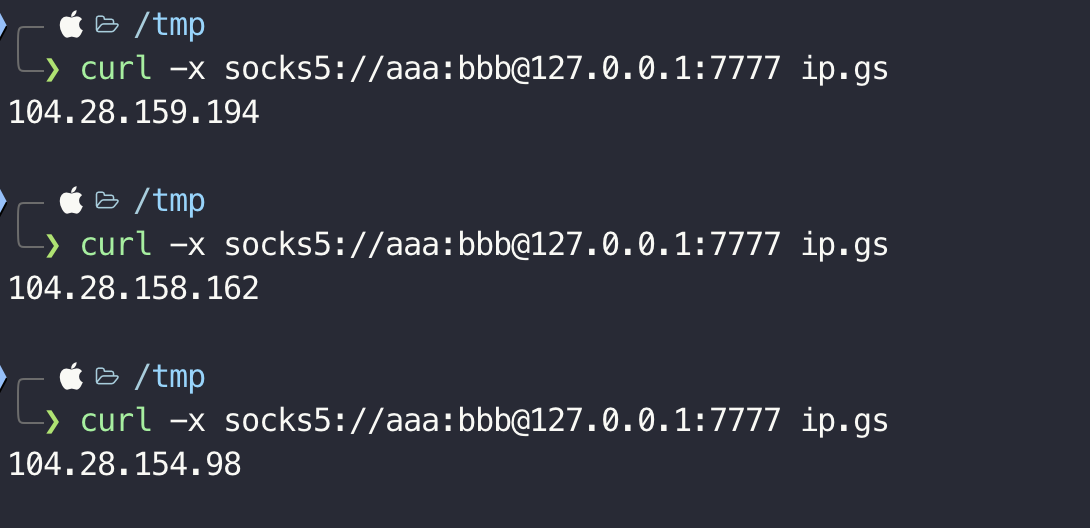 /tmp
❯ curl -x socks5://aaa:bbb@127.0.0.1:7777 ip.gs
104.28.159.194
/tmp
❯ curl -x socks5://aaa:bbb@127.0.0.1:7777 ip.gs
104.28.158.162
/tmp
❯ curl -x socks5://aaa:bbb@127.0.0.1:7777 ip.gs
104.28.154.98